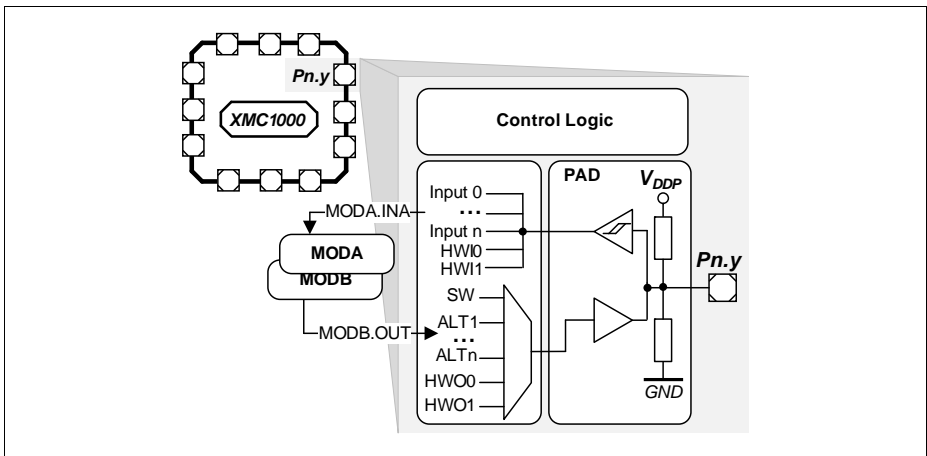 Pn.y
XMC1000
Control Logic
PAD
VDDP
Input 0
...
MODA.INA
Input n
HWI0
HWI1
MODA
MODB
Pn.y
SW
ALT1
MODB.OUT
...
ALTn
HWO0
HWO1
GND